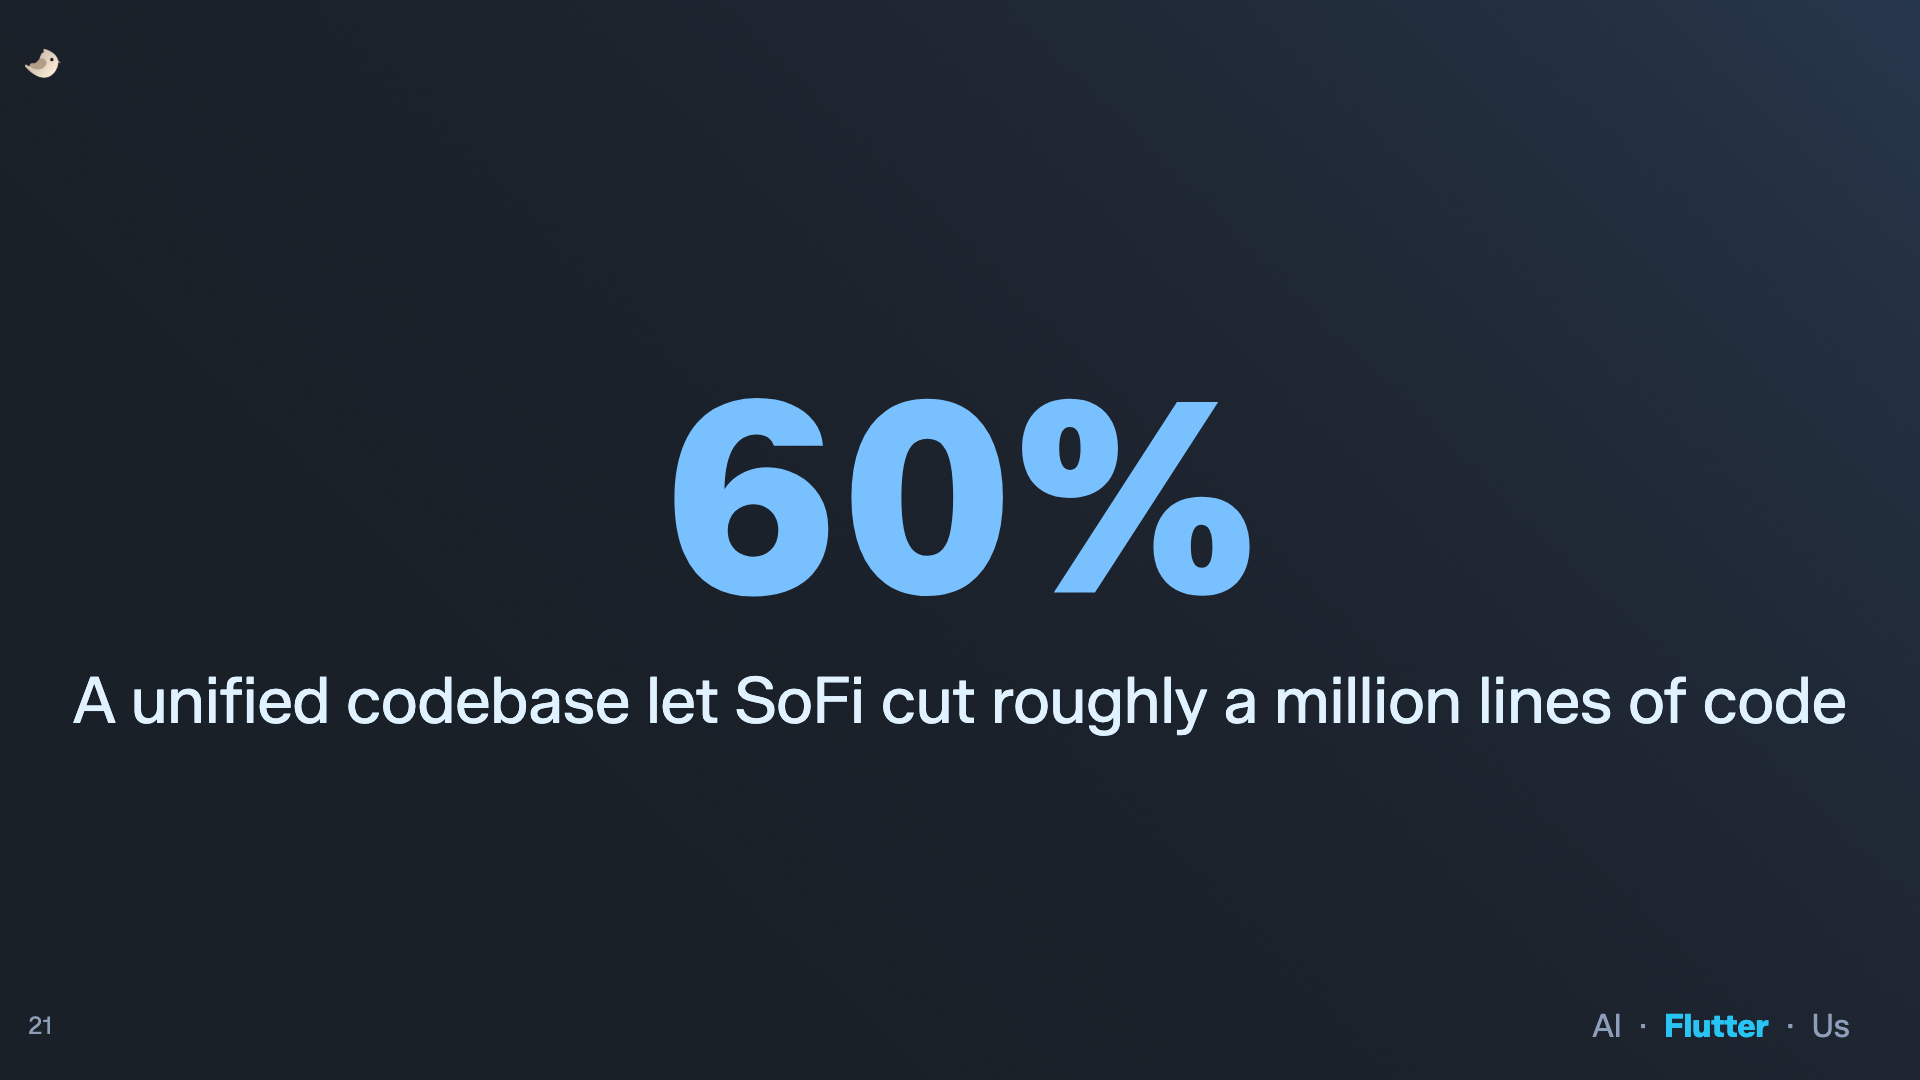 60%
A unified codebase let SoFi cut roughly a million lines of code
21
AI · Flutter · Us